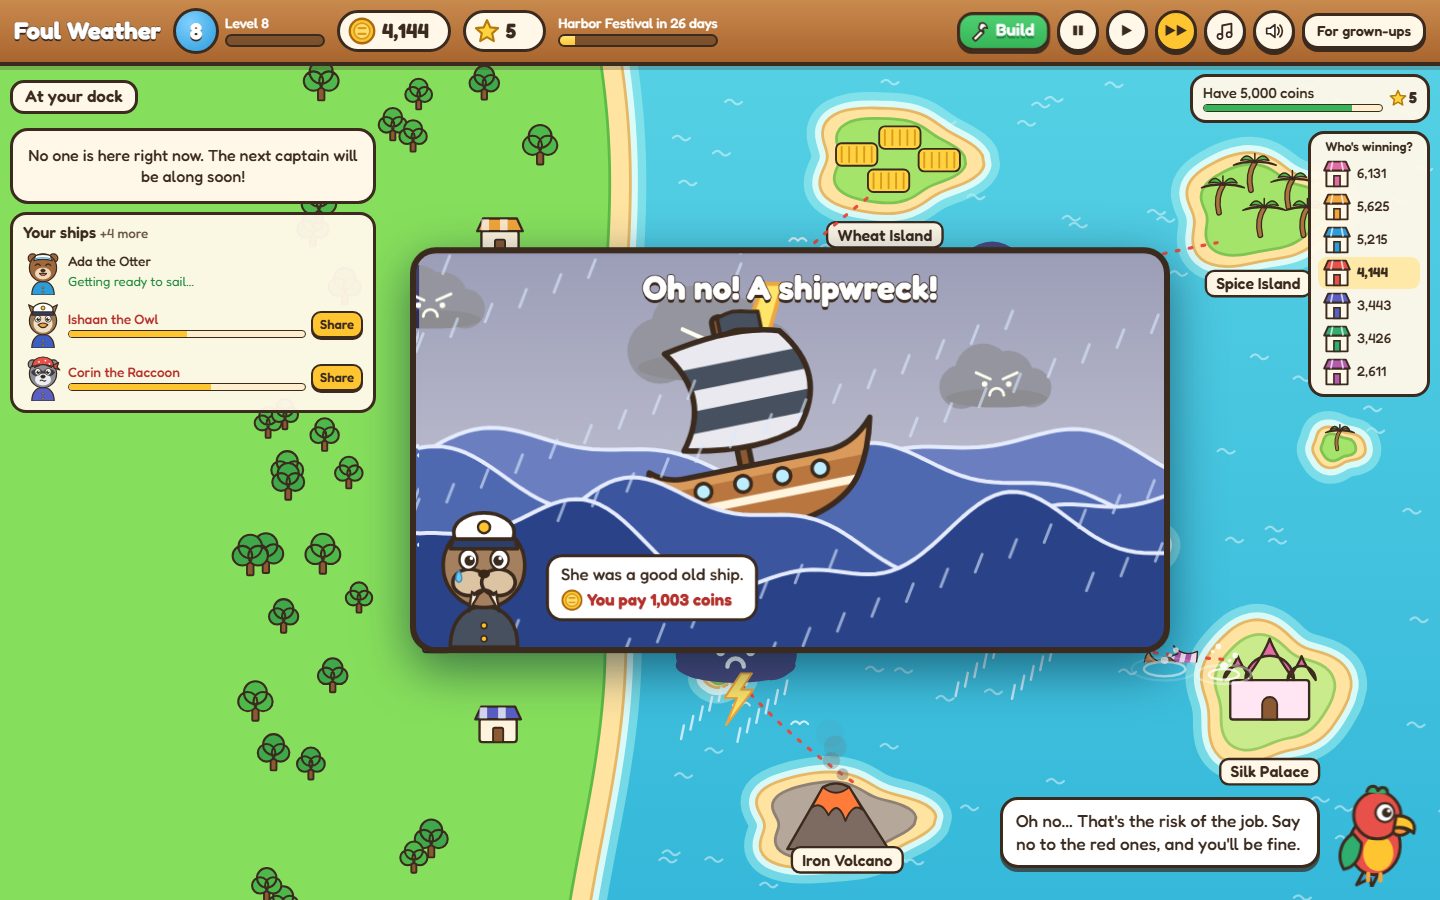 Foul Weather
8
Level 8
4,144
5
Harbor Festival in 26 days
Build
For grown-ups
At your dock
No one is here right now. The next captain will
be along soon!
Your ships +4 more
Ada the Otter
Getting ready to sail...
Ishaan the Owl
Share
Corin the Raccoon
Share
Have 5,000 coins
5
Who's winning?
6,131
5,625
5,215
4,144
3,443
3,426
2,611
Wheat Island
Spice Island
Oh no! A shipwreck!
She was a good old ship.
You pay 1,003 coins
Silk Palace
Iron Volcano
Oh no... That's the risk of the job. Say
no to the red ones, and you'll be fine.